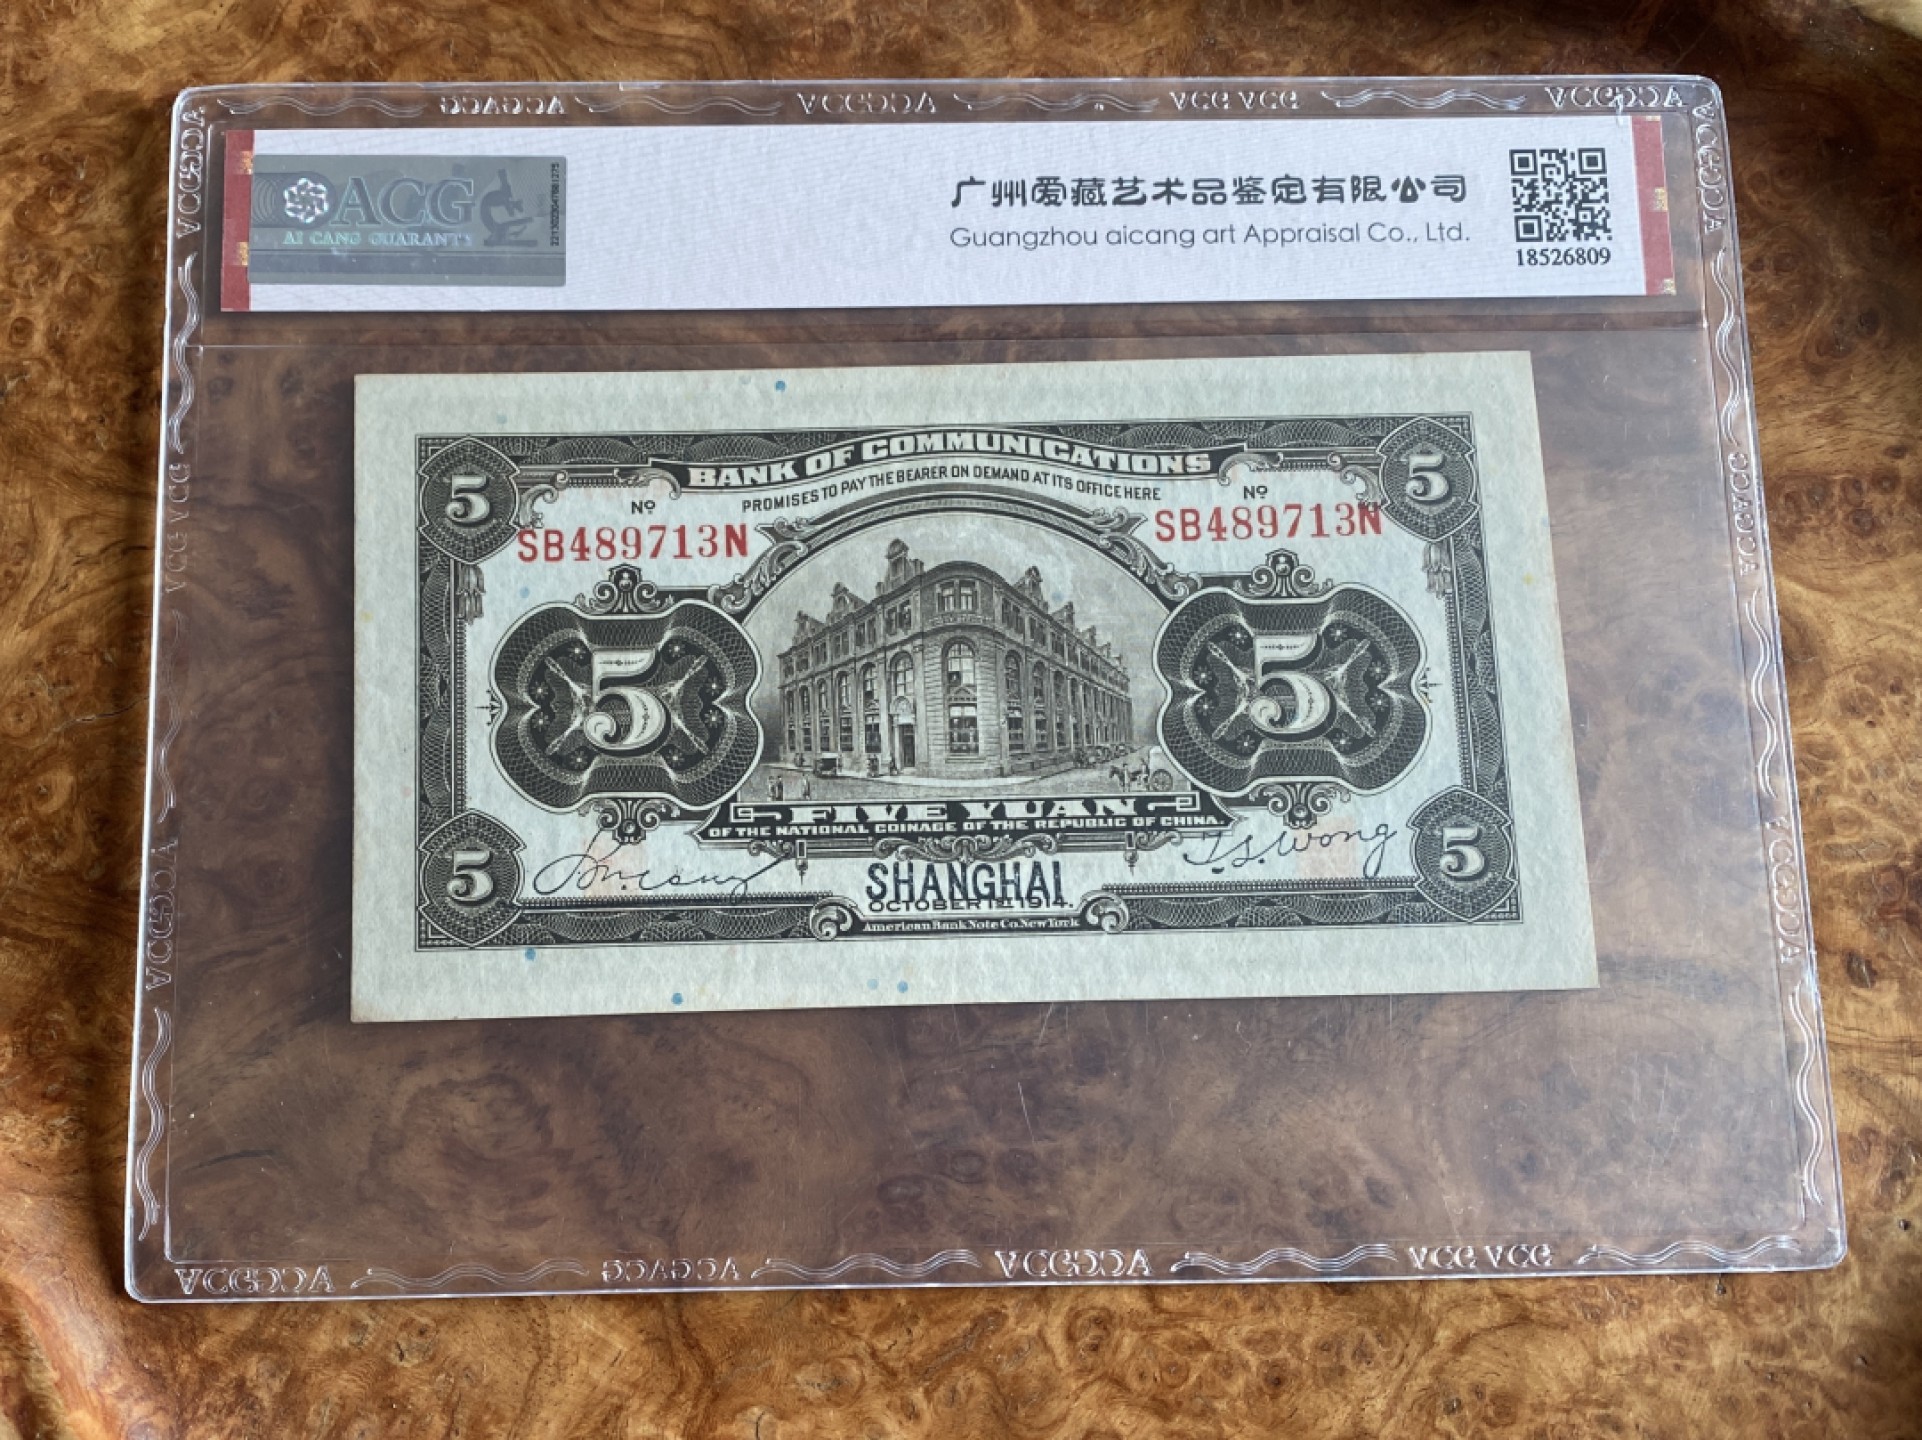 ACG
AI CANG GUARANTY
广州爱藏艺术品鉴定有限公司
Guangzhou aicang art Appraisal Co., Ltd.
18526809
BANK OF COMMUNICATIONS
PROMISES TO PAY THE BEARER ON DEMAND AT ITS OFFICE HERE
5
5
Nº
Nº
SB489713N
SB489713N
5
5
FIVE YUAN
OF THE NATIONAL COINAGE OF THE REPUBLIC OF CHINA.
T.S. Wong
5
5
SHANGHAI
OCTOBER 1ST 1914.
American Bank Note Co. New York